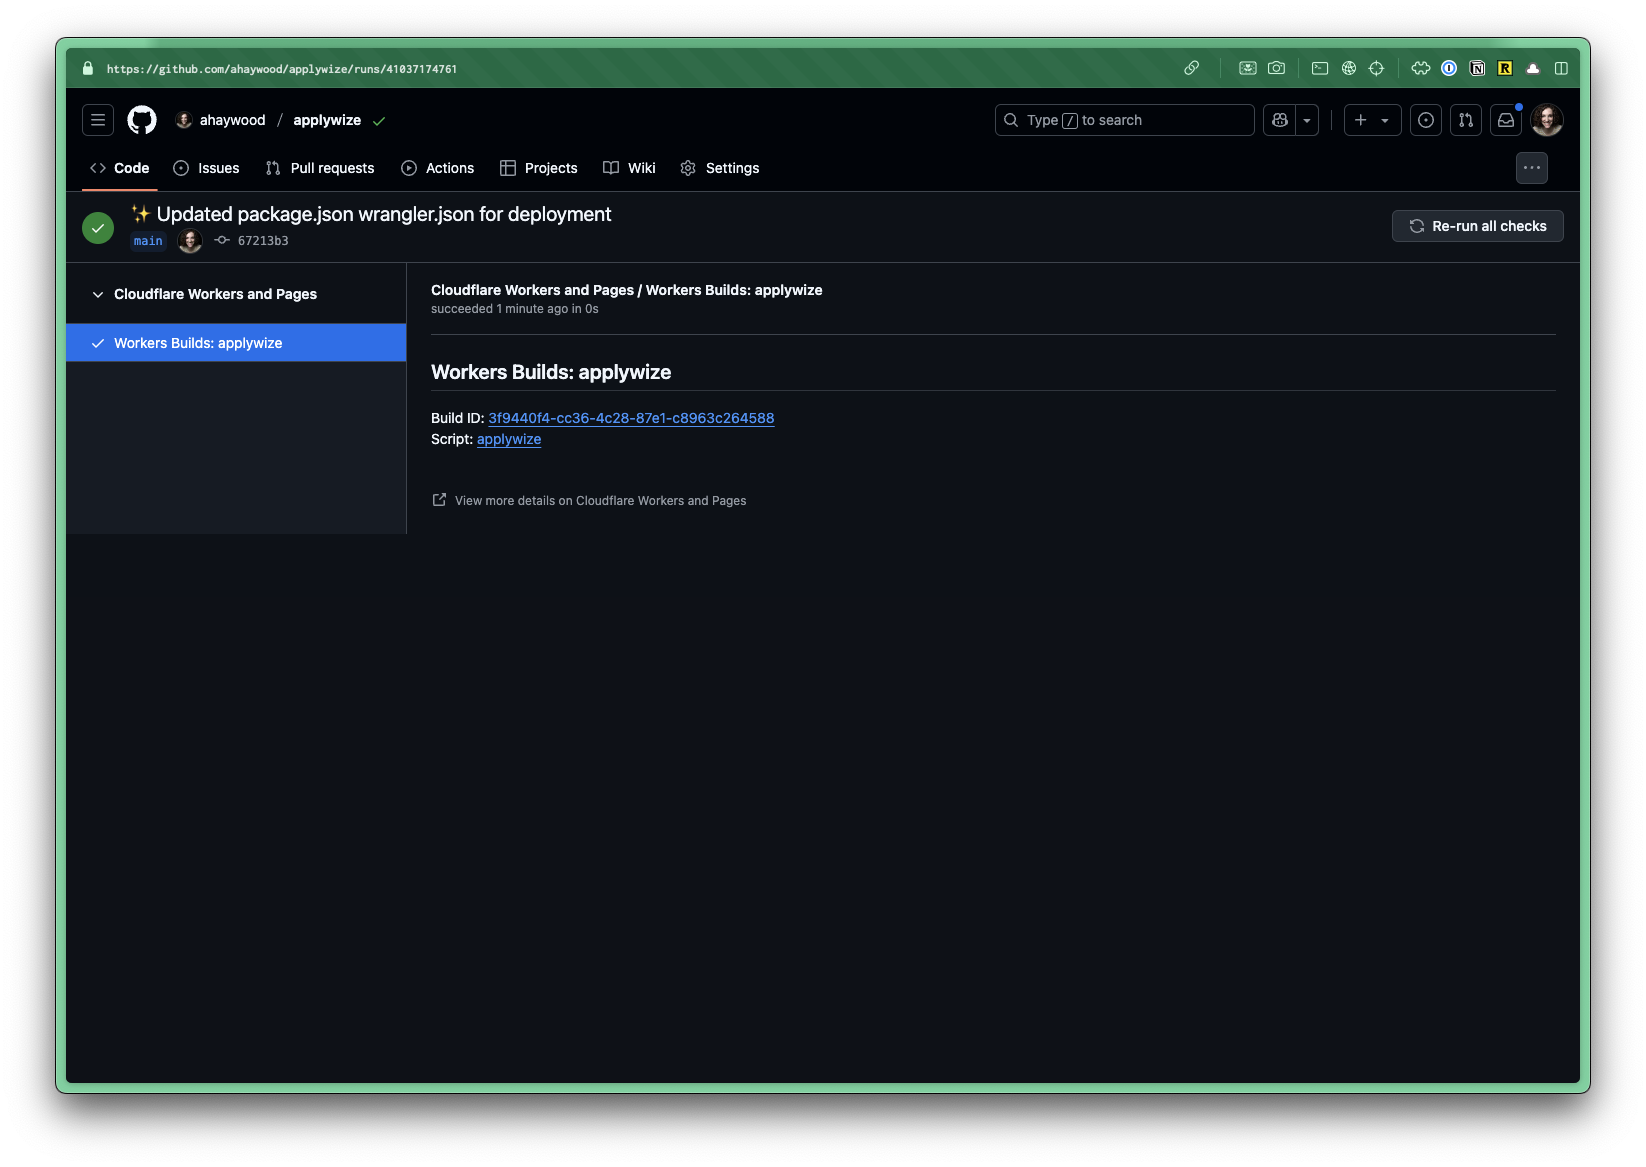 https://github.com/ahaywood/applywize/runs/41037174761
ahaywood / applywize
Type / to search
Code Issues Pull requests Actions Projects Wiki Settings
✨ Updated package.json wrangler.json for deployment
main 67213b3
Re-run all checks
Cloudflare Workers and Pages
Workers Builds: applywize
Cloudflare Workers and Pages / Workers Builds: applywize
succeeded 1 minute ago in 0s
Workers Builds: applywize
Build ID: 3f9440f4-cc36-4c28-87e1-c8963c264588
Script: applywize
View more details on Cloudflare Workers and Pages